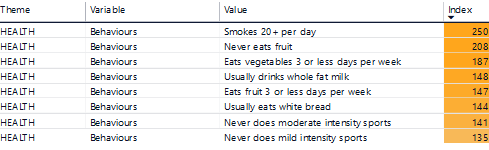 Theme Variable Value Index
HEALTH Behaviours Smokes 20+ per day 250
HEALTH Behaviours Never eats fruit 208
HEALTH Behaviours Eats vegetables 3 or less days per week 187
HEALTH Behaviours Usually drinks whole fat milk 148
HEALTH Behaviours Eats fruit 3 or less days per week 147
HEALTH Behaviours Usually eats white bread 144
HEALTH Behaviours Never does moderate intensity sports 141
HEALTH Behaviours Never does mild intensity sports 135